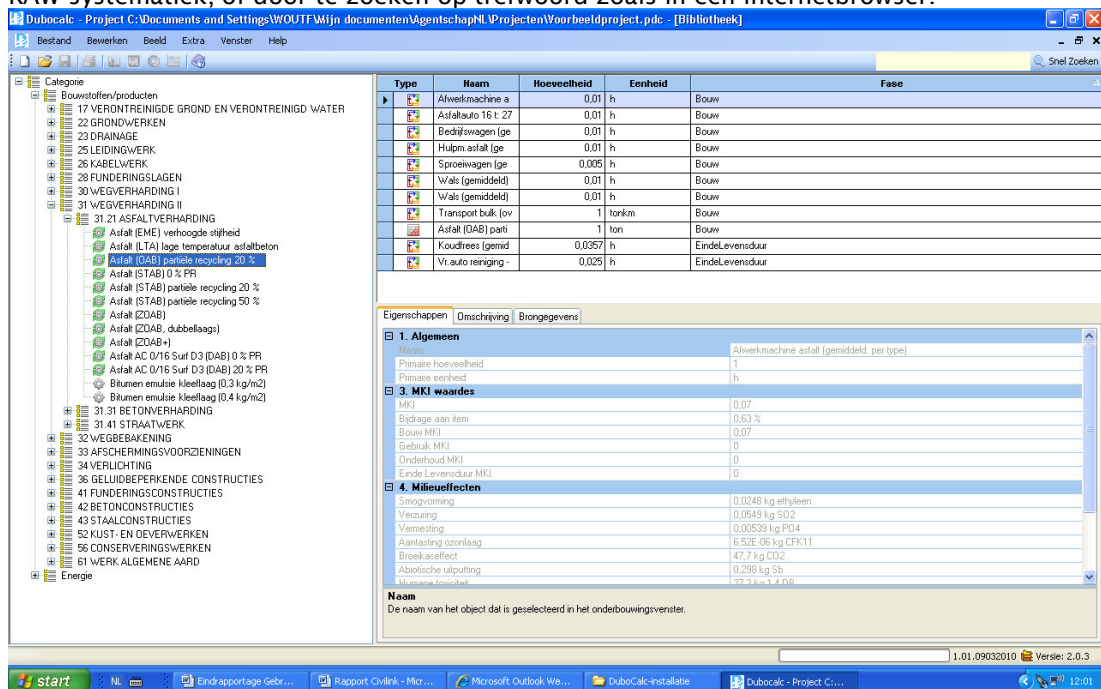 RAW-systematiek, of door te zoeken op trefwoord zoals in een internetbrowser.
Dubocalc - Project C:\Documents and Settings\WOUTF\Mijn documenten\AgentschapNL\Projecten\Voorbeeldproject.pdc - [Bibliotheek]
Bestand Bewerken Beeld Extra Venster Help
Snel Zoeken
Categorie
Bouwstoffen/producten
17 VERONTREINIGDE GROND EN VERONTREINIGD WATER
22 GRONDWERKEN
23 DRAINAGE
25 LEIDINGWERK
26 KABELWERK
28 FUNDERINGSLAGEN
30 WEGVERHARDING I
31 WEGVERHARDING II
31.21 ASFALTVERHARDING
Asfalt (EME) verhoogde stijfheid
Asfalt (LTA) lage temperatuur asfaltbeton
Asfalt (OAB) partiële recycling 20 %
Asfalt (STAB) 0 % PR
Asfalt (STAB) partiële recycling 20 %
Asfalt (STAB) partiële recycling 50 %
Asfalt (ZOAB)
Asfalt (ZOAB, dubbellaags)
Asfalt (ZOAB+)
Asfalt AC 0/16 Surf D3 (DAB) 0 % PR
Asfalt AC 0/16 Surf D3 (DAB) 20 % PR
Bitumen emulsie kleeflaag (0,3 kg/m2)
Bitumen emulsie kleeflaag (0,4 kg/m2)
31.31 BETONVERHARDING
31.41 STRAATWERK
32 WEGBEBAKENING
33 AFSCHERMINGSVOORZIENINGEN
34 VERLICHTING
36 GELUIDBEPERKENDE CONSTRUCTIES
41 FUNDERINGSCONSTRUCTIES
42 BETONCONSTRUCTIES
43 STAALCONSTRUCTIES
52 KUST- EN OEVERWERKEN
56 CONSERVERINGSWERKEN
61 WERK ALGEMENE AARD
Energie
Type Naam Hoeveelheid Eenheid Fase
Afwerkmachine a 0,01 h Bouw
Asfaltauto 16 t: 27 0,01 h Bouw
Bedrijfswagen (ge 0,01 h Bouw
Hulpm.asfalt (ge 0,01 h Bouw
Sproeiwagen (ge 0,005 h Bouw
Wals (gemiddeld) 0,01 h Bouw
Wals (gemiddeld) 0,01 h Bouw
Transport bulk (ov 1 tonkm Bouw
Asfalt (OAB) parti 1 ton Bouw
Koudfrees (gemid 0,0357 h EindeLevensduur
Vr.auto reiniging - 0,025 h EindeLevensduur
Eigenschappen Omschrijving Brongegevens
1. Algemeen
Naam Afwerkmachine asfalt (gemiddeld, per type)
Primaire hoeveelheid 1
Primaire eenheid h
3. MKI waardes
MKI 0,07
Bijdrage aan item 0,63 %
Bouw MKI 0,07
Gebruik MKI 0
Onderhoud MKI 0
Einde Levensduur MKI 0
4. Milieueffecten
Smogvorming 0,0248 kg ethyleen
Verzuring 0,0549 kg SO2
Vermesting 0,00539 kg PO4
Aantasting ozonlaag 6,52E-06 kg CFK11
Broeikaseffect 47,7 kg CO2
Abiotische uitputting 0,298 kg Sb
Humane toxiciteit 37,2 kg 1,4 DB
Naam
De naam van het object dat is geselecteerd in het onderbouwingsvenster.
1.01.09032010 Versie: 2.0.3
start NL Eindrapportage Gebr... Rapport Civilink - Micr... Microsoft Outlook We... DuboCalc-installatie Dubocalc - Project C:... 12:01